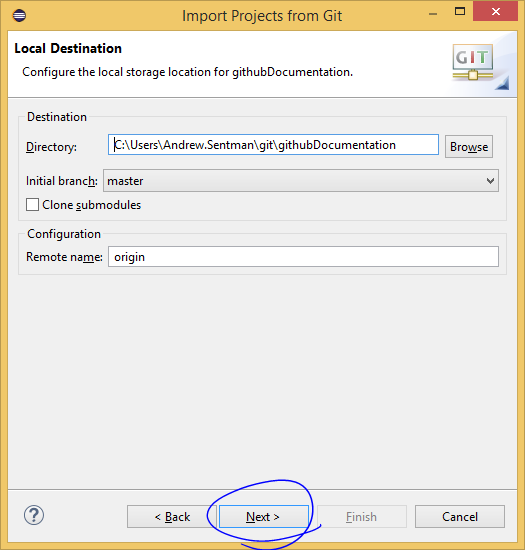 Import Projects from Git
Local Destination
Configure the local storage location for githubDocumentation.
GIT
Destination
Directory: C:\Users\Andrew.Sentman\git\githubDocumentation Browse
Initial branch: master
Clone submodules
Configuration
Remote name: origin
? < Back Next > Finish Cancel